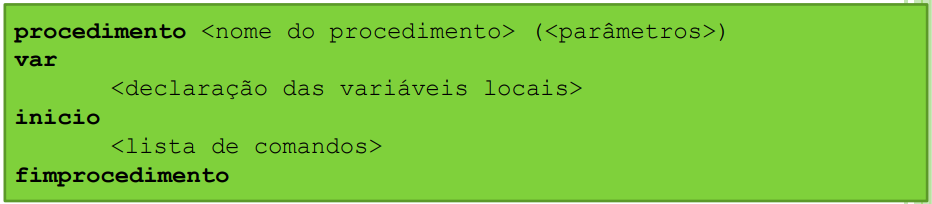 procedimento <nome do procedimento> (<parâmetros>)
var
<declaração das variáveis locais>
inicio
<lista de comandos>
fimprocedimento